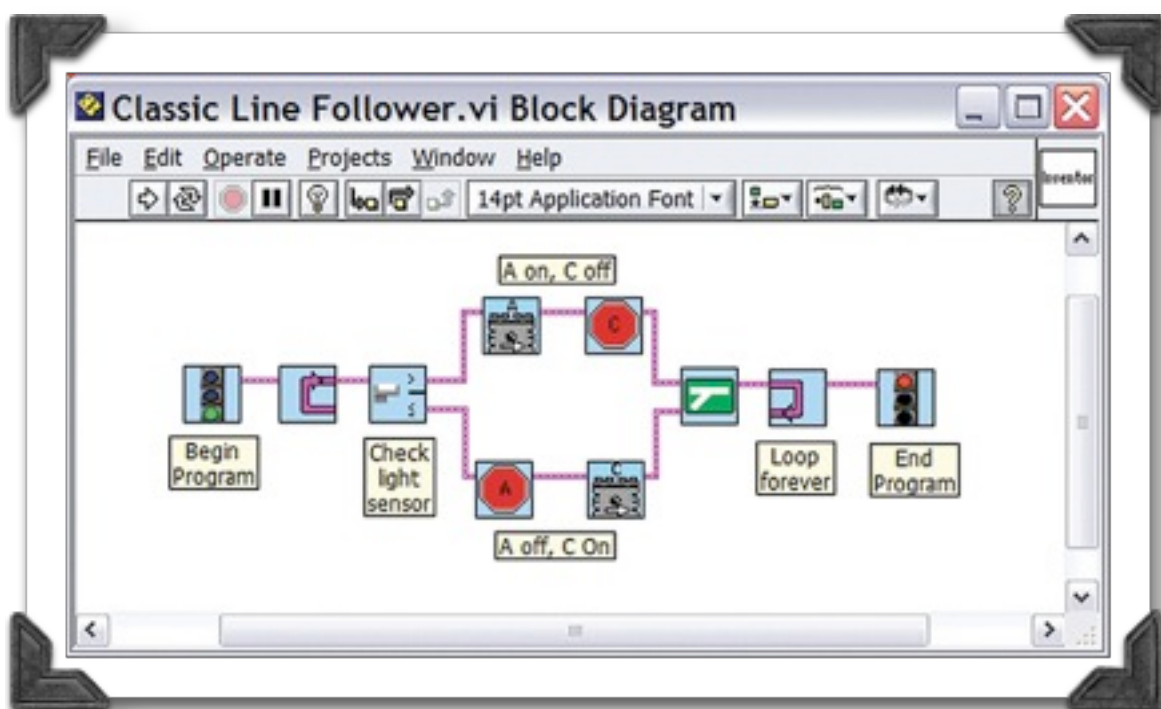 Classic Line Follower.vi Block Diagram
File Edit Operate Projects Window Help
Inventor
14pt Application Font
A on, C off
A
C
>
≤
Begin
Program
Check
light
sensor
A
C
Loop
forever
End
Program
A off, C On